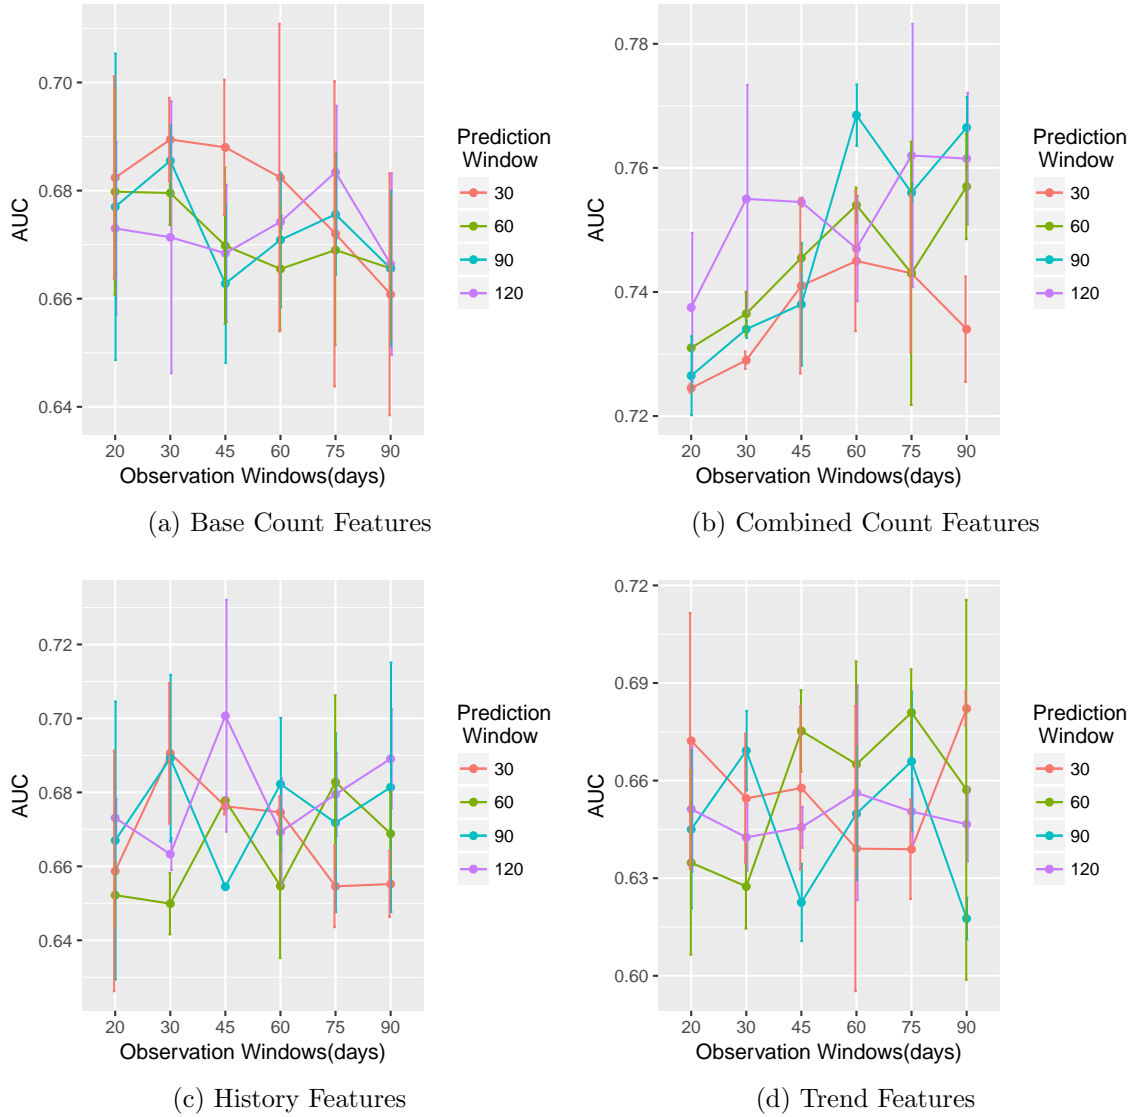 AUC
0.70
0.68
0.66
0.64
20 30 45 60 75 90
Observation Windows(days)
Prediction
Window
30
60
90
120
(a) Base Count Features
AUC
0.78
0.76
0.74
0.72
20 30 45 60 75 90
Observation Windows(days)
Prediction
Window
30
60
90
120
(b) Combined Count Features
AUC
0.72
0.70
0.68
0.66
0.64
20 30 45 60 75 90
Observation Windows(days)
Prediction
Window
30
60
90
120
(c) History Features
AUC
0.72
0.69
0.66
0.63
0.60
20 30 45 60 75 90
Observation Windows(days)
Prediction
Window
30
60
90
120
(d) Trend Features